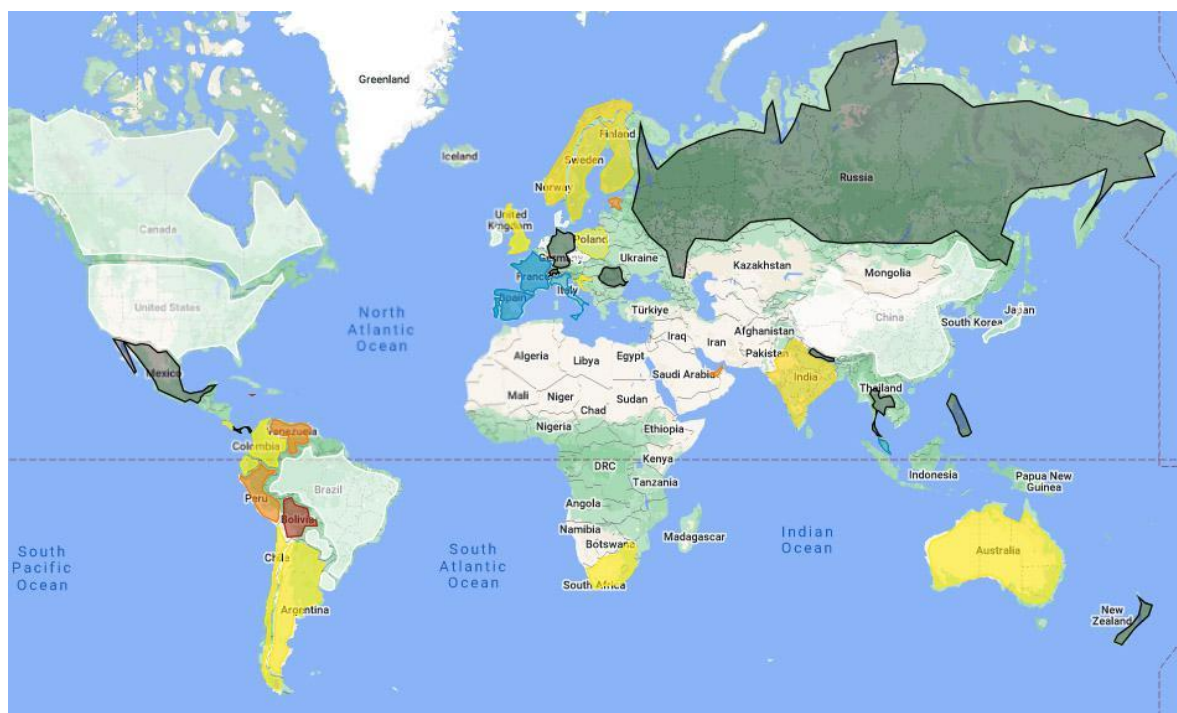 Greenland
Iceland
Finland
Sweden
Norway
Russia
Canada
United
Kingdom
Poland
Germany
Ukraine
Kazakhstan
Mongolia
France
Italy
Spain
United States
North
Atlantic
Ocean
Türkiye
China
Japan
South Korea
Iraq
Iran
Afghanistan
Pakistan
Algeria
Libya
Egypt
Saudi Arabia
Mexico
India
Thailand
Mali
Niger
Chad
Sudan
Nigeria
Ethiopia
Venezuela
Colombia
DRC
Kenya
Tanzania
Indonesia
Papua New
Guinea
Peru
Brazil
Angola
Bolivia
Namibia
Botswana
Madagascar
Indian
Ocean
South
Pacific
Ocean
South
Atlantic
Ocean
Chile
Australia
South Africa
Argentina
New
Zealand